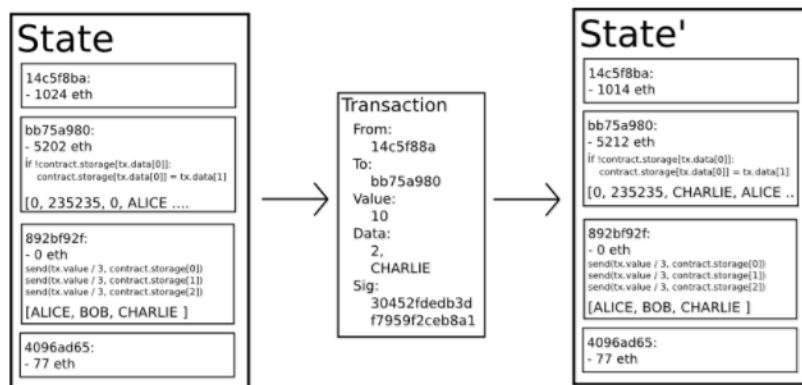 State
14c5f8ba:
- 1024 eth
bb75a980:
- 5202 eth
if !contract.storage[tx.data[0]]:
contract.storage[tx.data[0]] = tx.data[1]
[0, 235235, 0, ALICE ....
892bf92f:
- 0 eth
send(tx.value / 3, contract.storage[0])
send(tx.value / 3, contract.storage[1])
send(tx.value / 3, contract.storage[2])
[ALICE, BOB, CHARLIE ]
4096ad65:
- 77 eth
Transaction
From:
14c5f88a
To:
bb75a980
Value:
10
Data:
2,
CHARLIE
Sig:
30452fdedb3d
f7959f2ceb8a1
State'
14c5f8ba:
- 1014 eth
bb75a980:
- 5212 eth
if !contract.storage[tx.data[0]]:
contract.storage[tx.data[0]] = tx.data[1]
[0, 235235, CHARLIE, ALICE ..
892bf92f:
- 0 eth
send(tx.value / 3, contract.storage[0])
send(tx.value / 3, contract.storage[1])
send(tx.value / 3, contract.storage[2])
[ALICE, BOB, CHARLIE ]
4096ad65:
- 77 eth